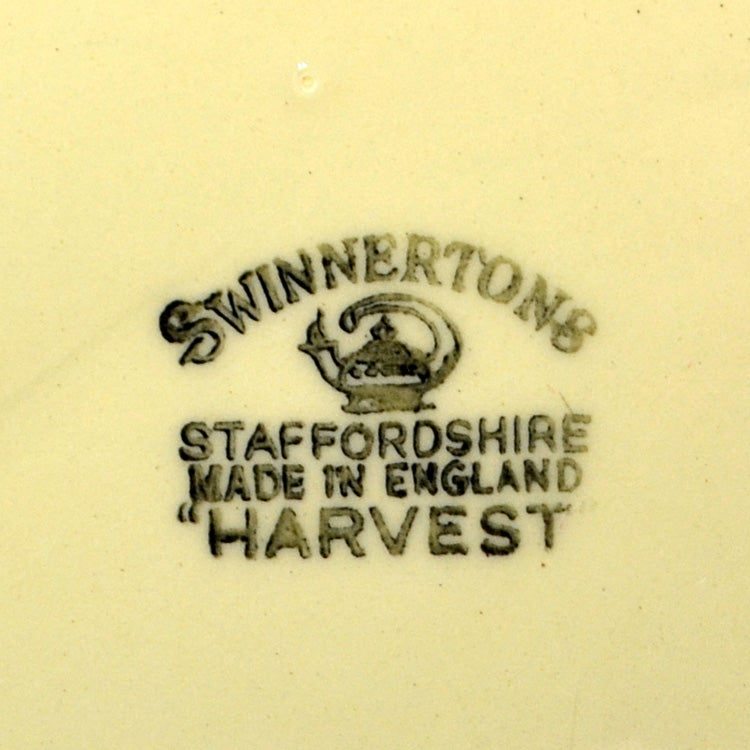 SWINNERTONS
STAFFORDSHIRE
MADE IN ENGLAND
"HARVEST